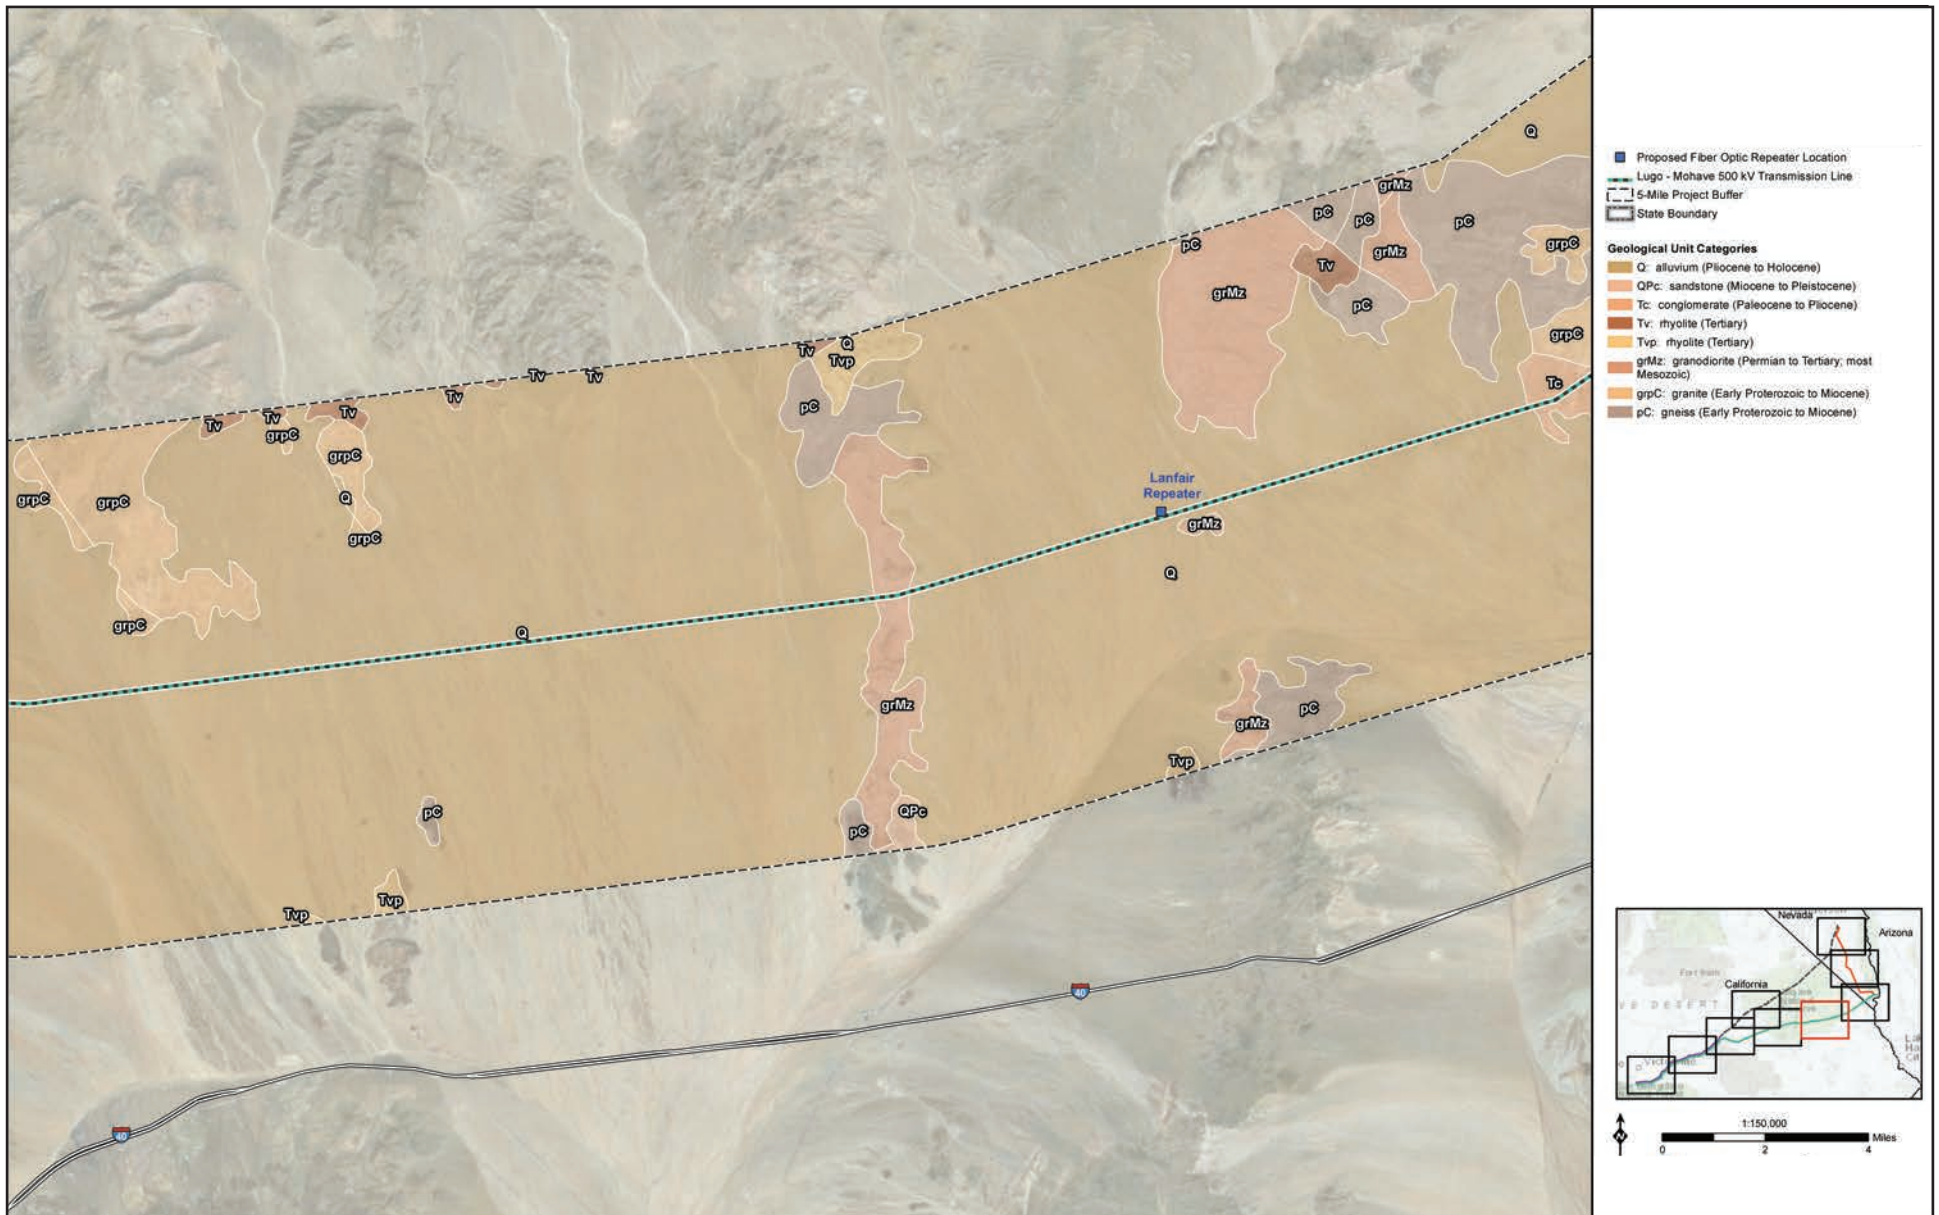 Q
grMz
pC
pC
pC
grMz
pC
grpC
Tv
grMz
pC
grpC
Tc
Q
Tv
Tvp
pC
Tv
Tv
Tv
Tv
Tv
Tv
grpC
grpC
Q
grpC
grpC
grpC
grpC
Lanfair
Repeater
grMz
Q
Q
grMz
pC
grMz
Tvp
QPc
pC
pC
Tvp
Tvp
40
40
Proposed Fiber Optic Repeater Location
Lugo - Mohave 500 kV Transmission Line
5-Mile Project Buffer
State Boundary
Geological Unit Categories
Q: alluvium (Pliocene to Holocene)
QPc: sandstone (Miocene to Pleistocene)
Tc: conglomerate (Paleocene to Pliocene)
Tv: rhyolite (Tertiary)
Tvp: rhyolite (Tertiary)
grMz: granodiorite (Permian to Tertiary; most
Mesozoic)
grpC: granite (Early Proterozoic to Miocene)
pC: gneiss (Early Proterozoic to Miocene)
Nevada
Arizona
California
DESERT
N
1:150,000
Miles
0 2 4